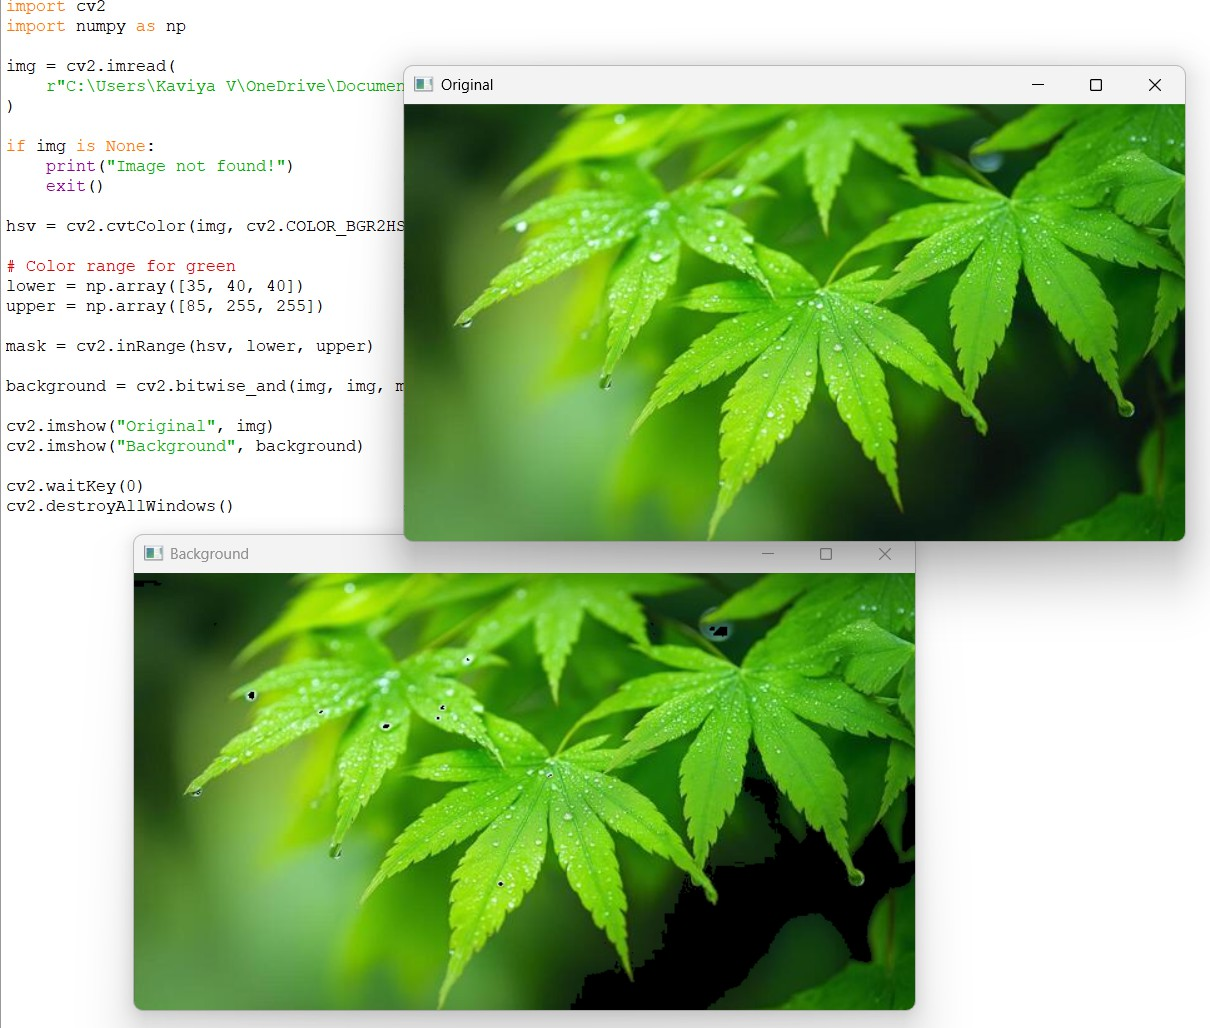 import cv2
import numpy as np
img = cv2.imread(
r"C:\Users\Kaviya V\OneDrive\Documen
)
if img is None:
print("Image not found!")
exit()
hsv = cv2.cvtColor(img, cv2.COLOR_BGR2HS
# Color range for green
lower = np.array([35, 40, 40])
upper = np.array([85, 255, 255])
mask = cv2.inRange(hsv, lower, upper)
background = cv2.bitwise_and(img, img, m
cv2.imshow("Original", img)
cv2.imshow("Background", background)
cv2.waitKey(0)
cv2.destroyAllWindows()
Original
Background